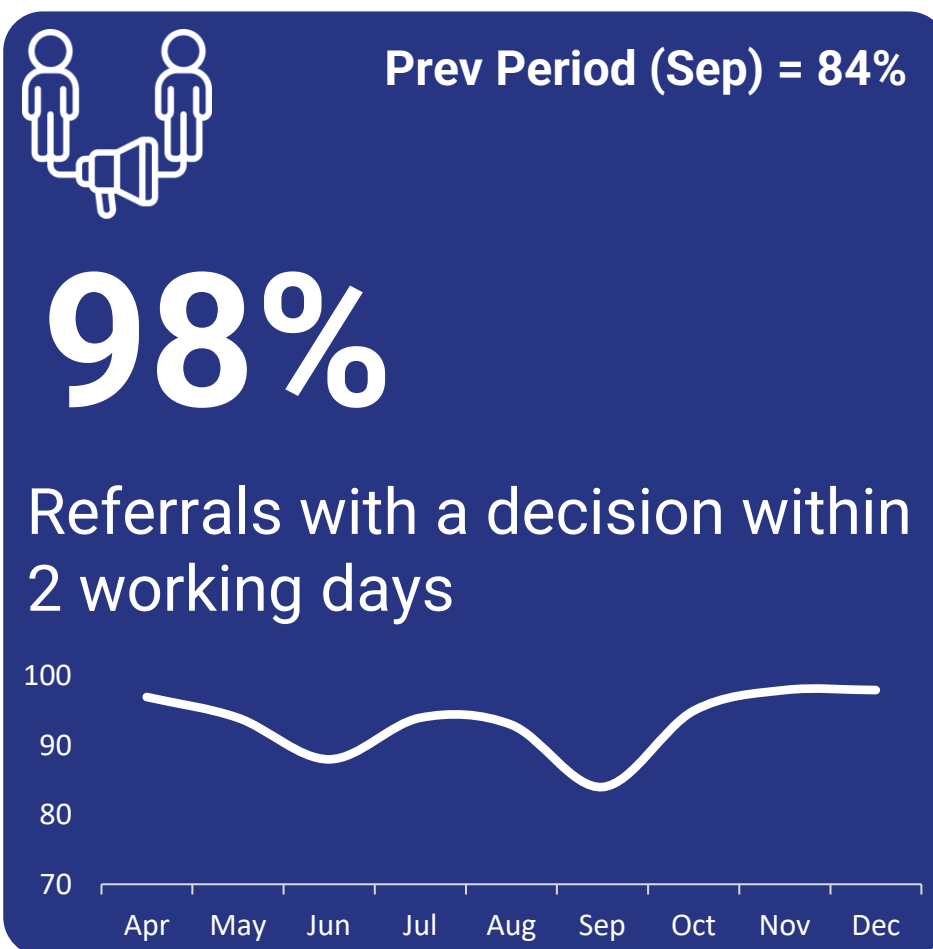 Prev Period (Sep) = 84%
98%
Referrals with a decision within
2 working days
100
90
80
70
Apr May Jun Jul Aug Sep Oct Nov Dec